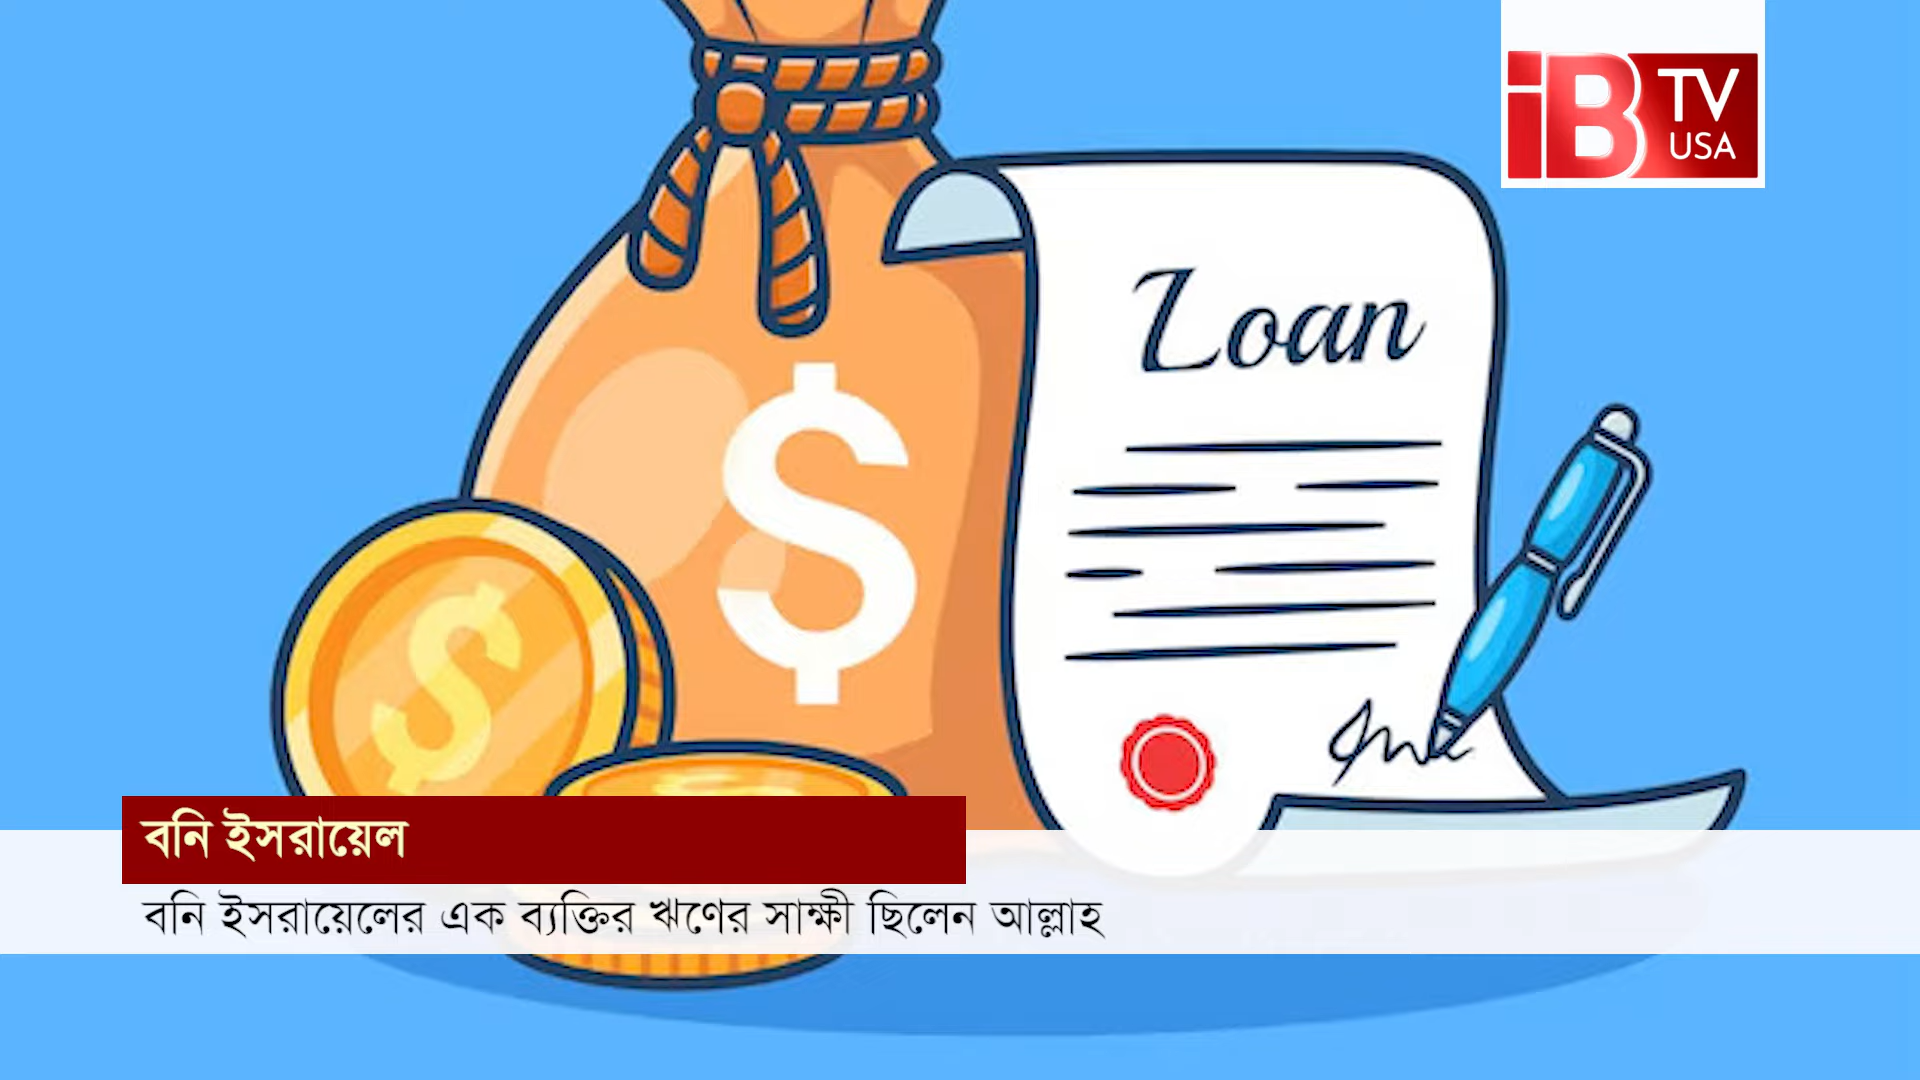 iB TV
USA
Loan
$
$
বনি ইসরায়েল
বনি ইসরায়েলের এক ব্যক্তির ঋণের সাক্ষী ছিলেন আল্লাহ